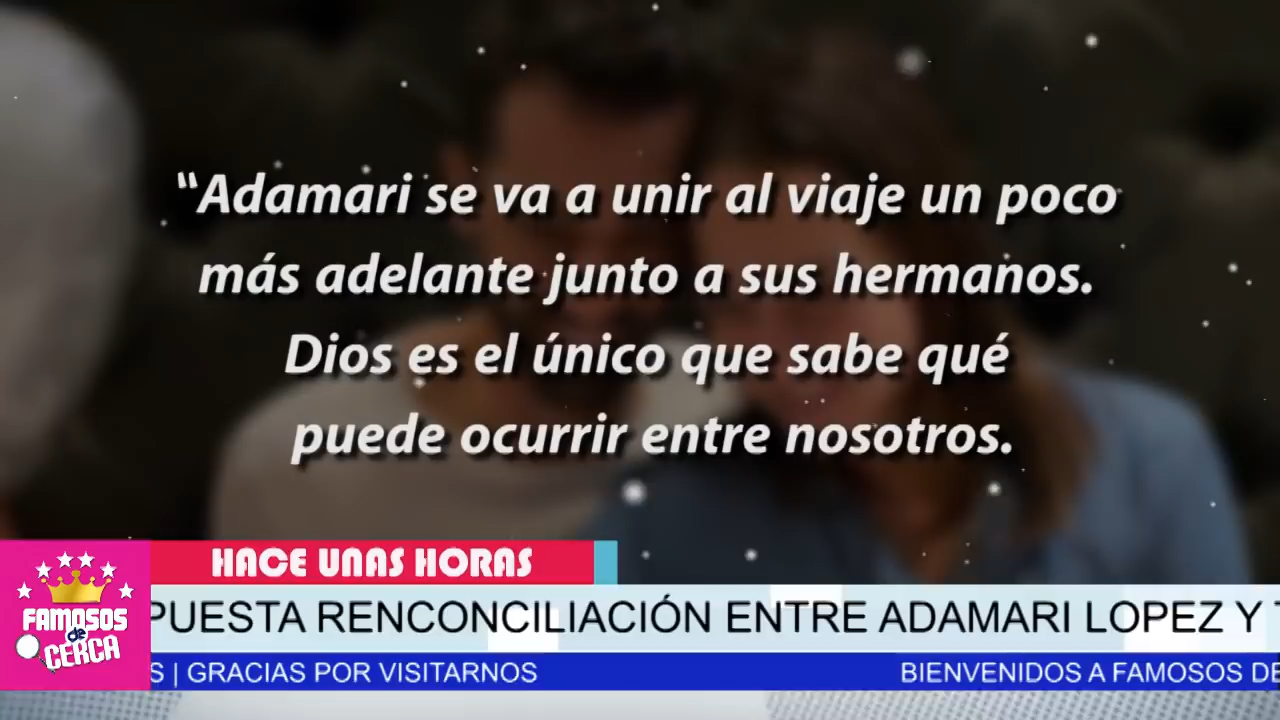 “Adamari se va a unir al viaje un poco
más adelante junto a sus hermanos.
Dios es el único que sabe qué
puede ocurrir entre nosotros.
HACE UNAS HORAS
PUESTA RENCONCILIACIÓN ENTRE ADAMARI LOPEZ Y
FAMOSOS
de
CERCA
S | GRACIAS POR VISITARNOS
BIENVENIDOS A FAMOSOS DE